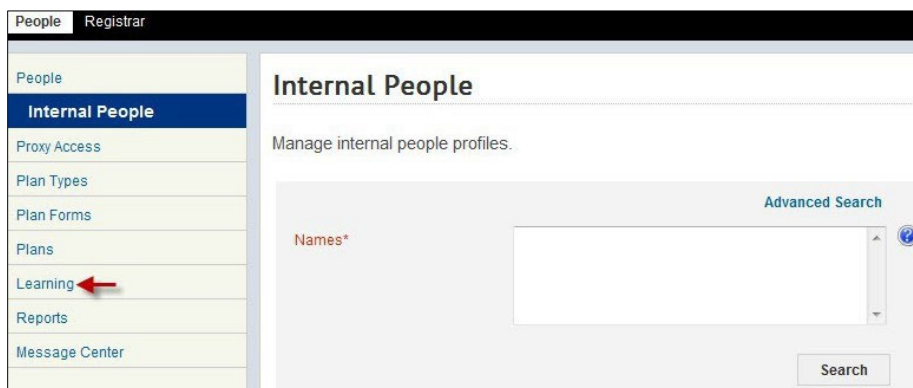 People Registrar
People
Internal People
Proxy Access
Plan Types
Plan Forms
Plans
Learning
Reports
Message Center
Internal People
Manage internal people profiles.
Advanced Search
Names*
?
Search